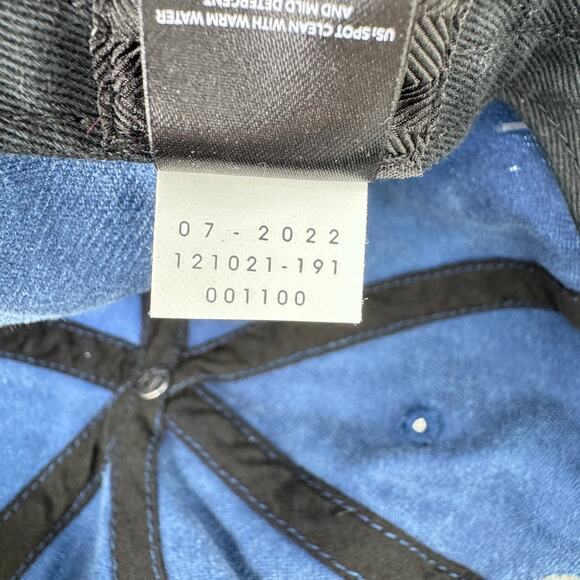 US, SPOT CLEAN WITH WARM WATER
AND MILD DETERGENT
07-2022
121021-191
001100